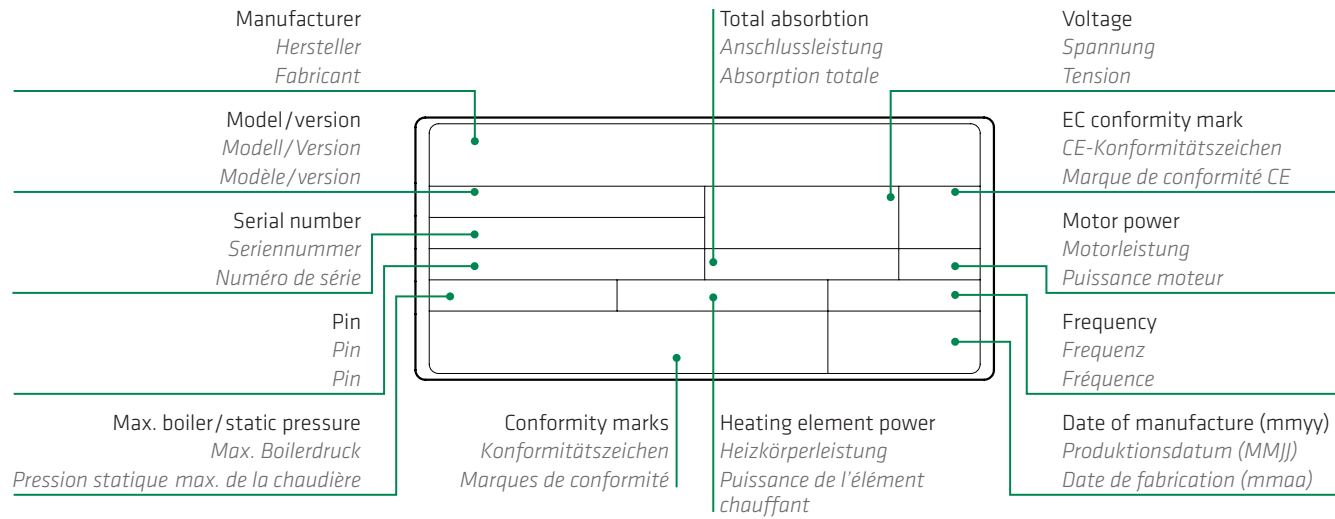 Manufacturer
Hersteller
Fabricant
Model/version
Modell/Version
Modèle/version
Serial number
Seriennummer
Numéro de série
Pin
Pin
Pin
Max. boiler/static pressure
Max. Boilerdruck
Pression statique max. de la chaudière
Total absorbtion
Anschlussleistung
Absorption totale
Conformity marks
Konformitätszeichen
Marques de conformité
Heating element power
Heizkörperleistung
Puissance de l'élément
chauffant
Voltage
Spannung
Tension
EC conformity mark
CE-Konformitätszeichen
Marque de conformité CE
Motor power
Motorleistung
Puissance moteur
Frequency
Frequenz
Fréquence
Date of manufacture (mmyy)
Produktionsdatum (MMJJ)
Date de fabrication (mmaa)